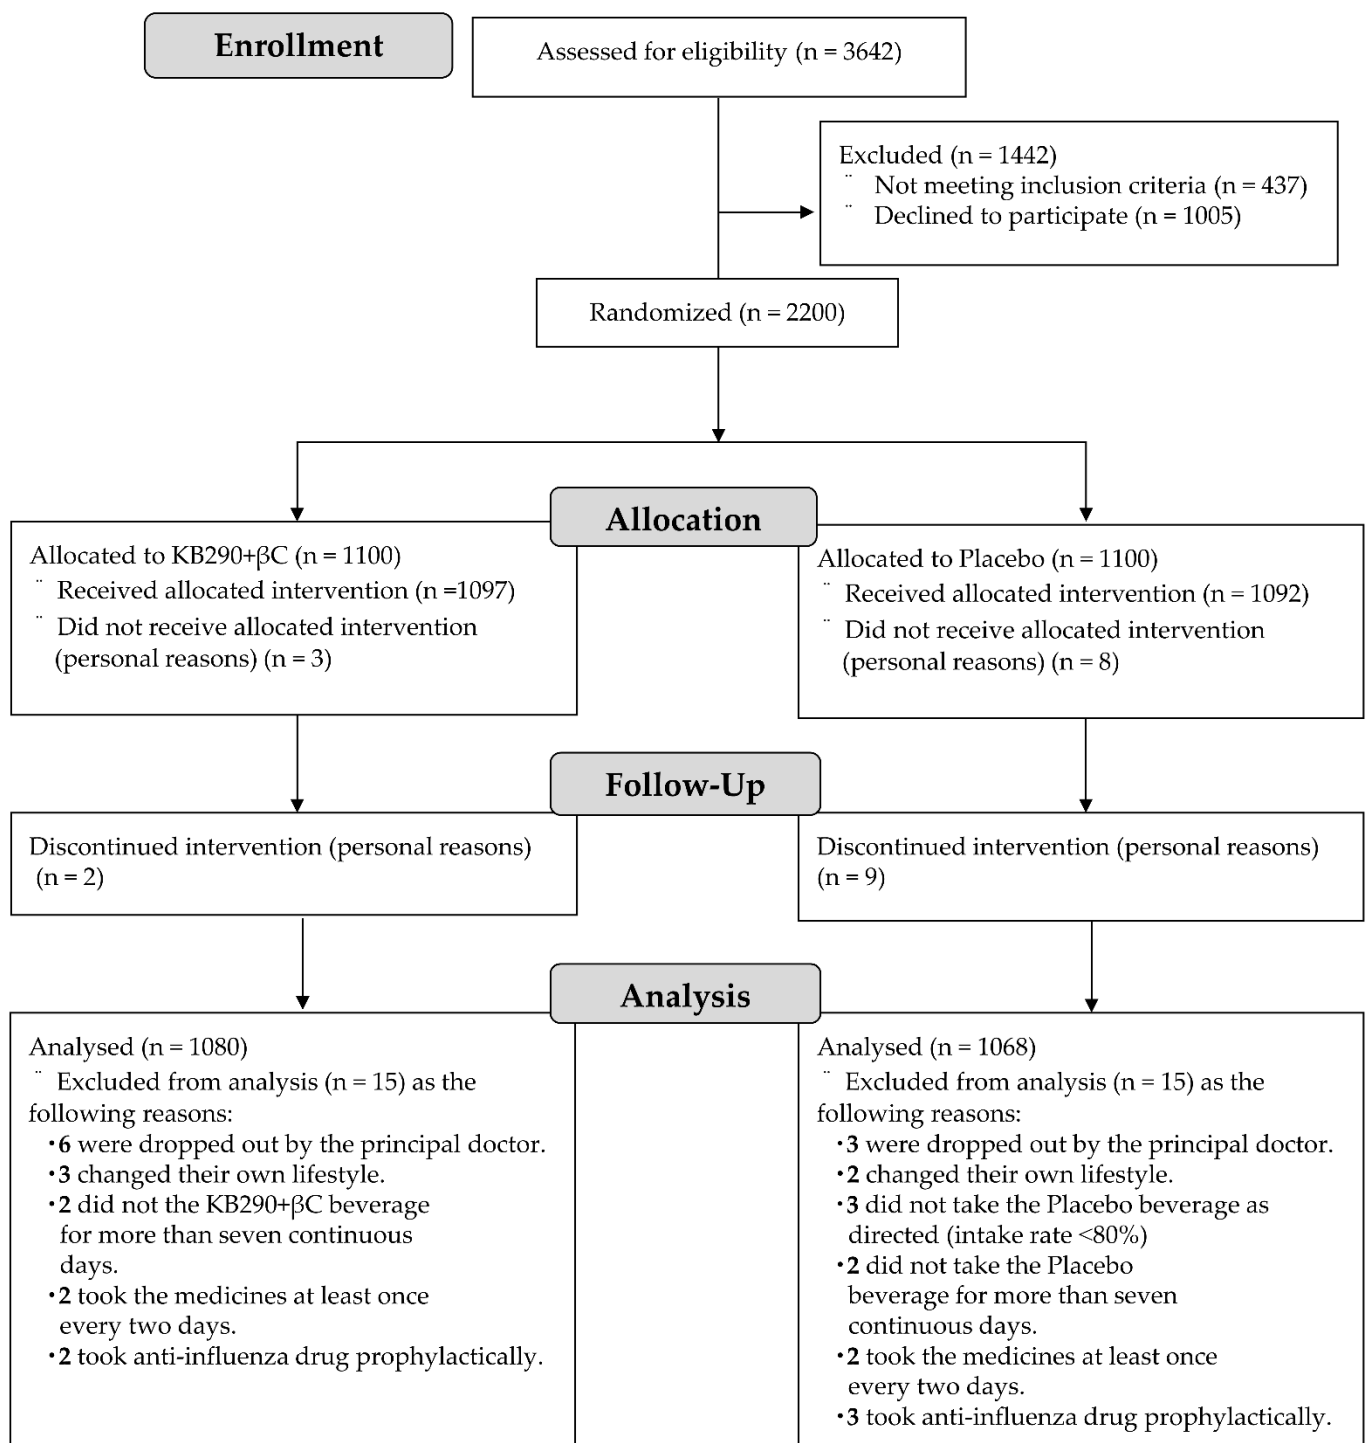 Enrollment
Assessed for eligibility (n = 3642)
Excluded (n = 1442)
¨ Not meeting inclusion criteria (n = 437)
¨ Declined to participate (n = 1005)
Randomized (n = 2200)
Allocation
Allocated to KB290+βC (n = 1100)
¨ Received allocated intervention (n =1097)
¨ Did not receive allocated intervention
(personal reasons) (n = 3)
Allocated to Placebo (n = 1100)
¨ Received allocated intervention (n = 1092)
¨ Did not receive allocated intervention
(personal reasons) (n = 8)
Follow-Up
Discontinued intervention (personal reasons)
(n = 2)
Discontinued intervention (personal reasons)
(n = 9)
Analysis
Analysed (n = 1080)
¨ Excluded from analysis (n = 15) as the
following reasons:
・6 were dropped out by the principal doctor.
・3 changed their own lifestyle.
・2 did not the KB290+βC beverage
for more than seven continuous
days.
・2 took the medicines at least once
every two days.
・2 took anti-influenza drug prophylactically.
Analysed (n = 1068)
¨ Excluded from analysis (n = 15) as the
following reasons:
・3 were dropped out by the principal doctor.
・2 changed their own lifestyle.
・3 did not take the Placebo beverage as
directed (intake rate <80%)
・2 did not take the Placebo
beverage for more than seven
continuous days.
・2 took the medicines at least once
every two days.
・3 took anti-influenza drug prophylactically.